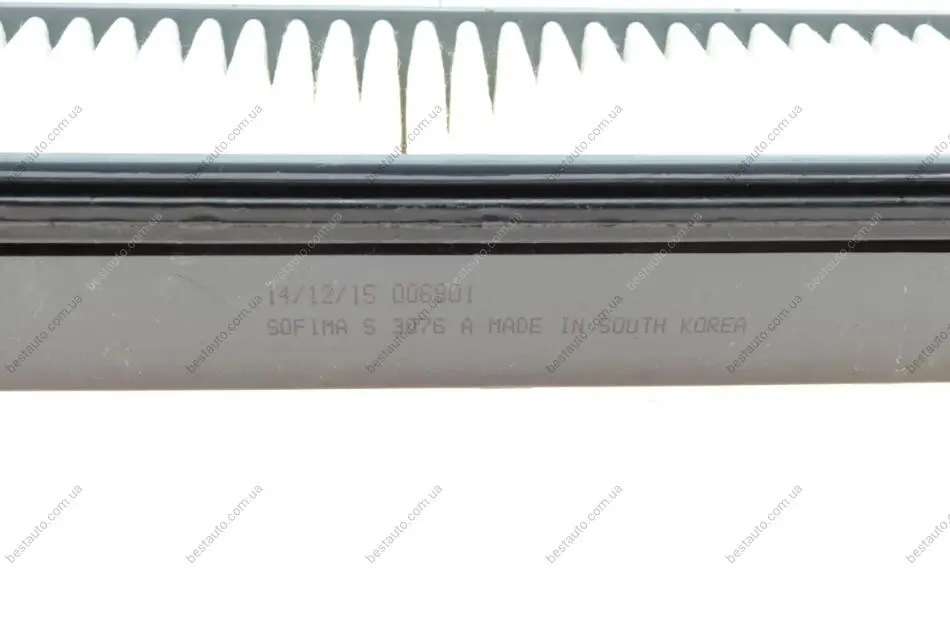 14/12/15 006901
SOFIMA S 3076 A MADE IN SOUTH KOREA
bestauto.com.ua